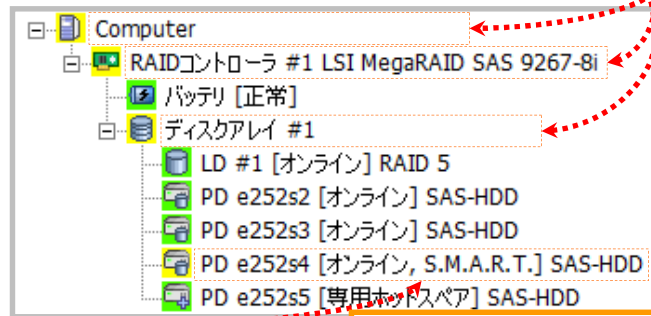 Computer
RAIDコントローラ #1 LSI MegaRAID SAS 9267-8i
バッテリ [正常]
ディスクアレイ #1
LD #1 [オンライン] RAID 5
PD e252s2 [オンライン] SAS-HDD
PD e252s3 [オンライン] SAS-HDD
PD e252s4 [オンライン, S.M.A.R.T.] SAS-HDD
PD e252s5 [専用ホットスペア] SAS-HDD